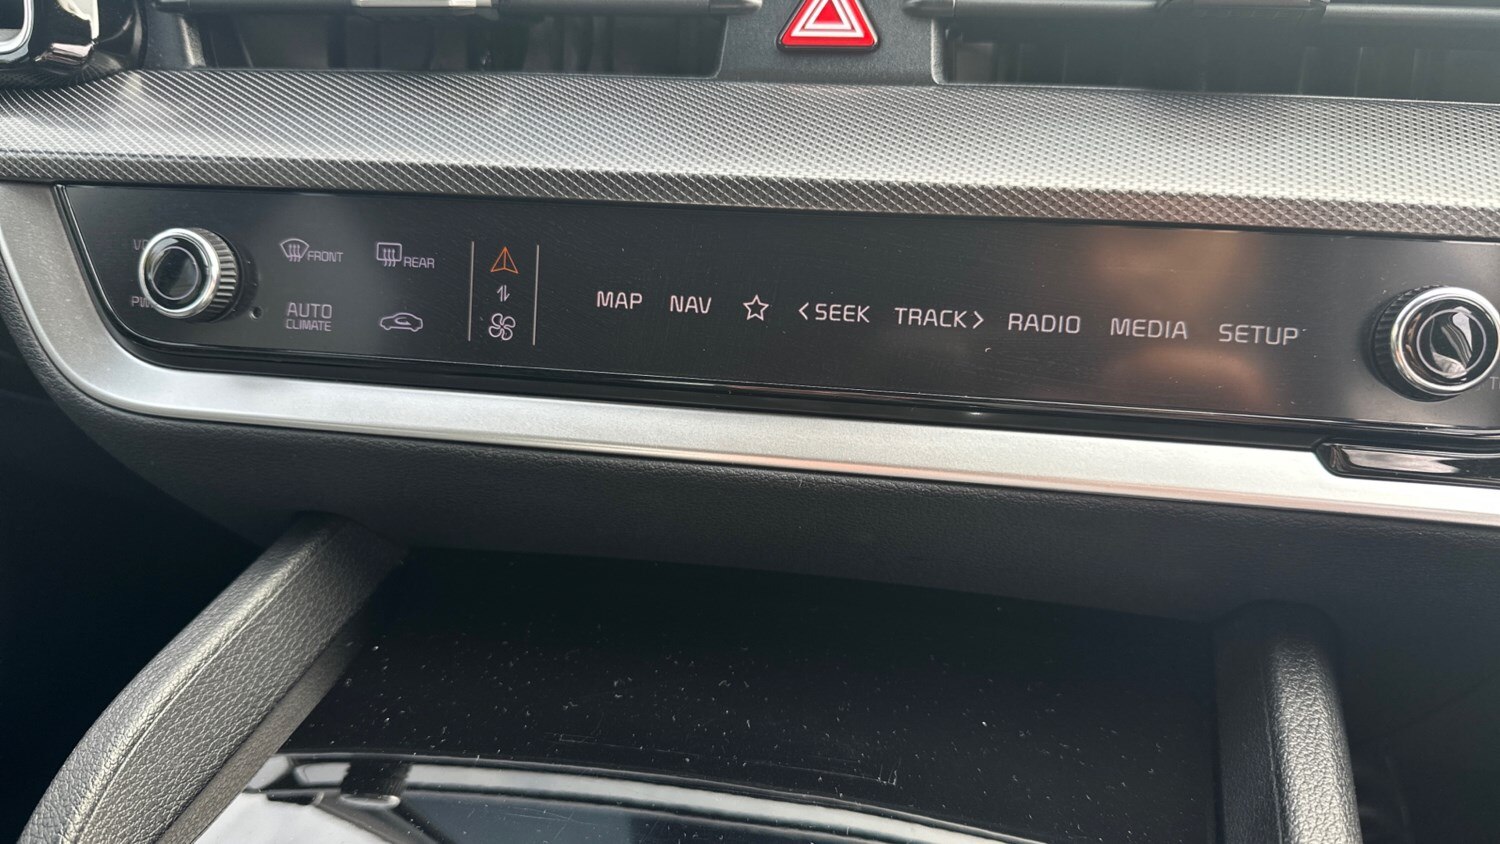 FRONT
REAR
AUTO
CLIMATE
MAP NAV <SEEK TRACK> RADIO MEDIA SETUP